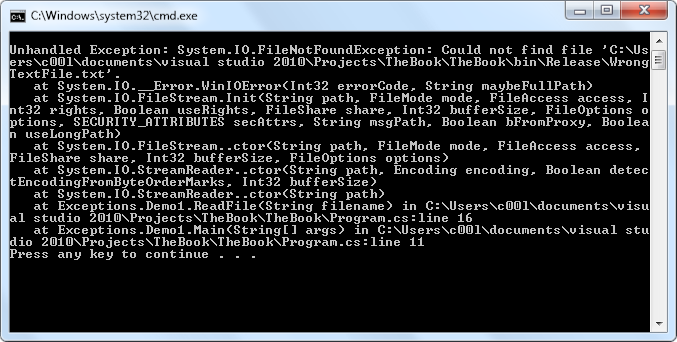 C:\Windows\system32\cmd.exe
Unhandled Exception: System.IO.FileNotFoundException: Could not find file 'C:\Us
ers\c00l\documents\visual studio 2010\Projects\TheBook\TheBook\bin\Release\Wrong
TextFile.txt'.
   at System.IO.__Error.WinIOError(Int32 errorCode, String maybeFullPath)
   at System.IO.FileStream.Init(String path, FileMode mode, FileAccess access, I
nt32 rights, Boolean useRights, FileShare share, Int32 bufferSize, FileOptions o
ptions, SECURITY_ATTRIBUTES secAttrs, String msgPath, Boolean bFromProxy, Boolea
n useLongPath)
   at System.IO.FileStream..ctor(String path, FileMode mode, FileAccess access,
FileShare share, Int32 bufferSize, FileOptions options)
   at System.IO.StreamReader..ctor(String path, Encoding encoding, Boolean detec
tEncodingFromByteOrderMarks, Int32 bufferSize)
   at System.IO.StreamReader..ctor(String path)
   at Exceptions.Demo1.ReadFile(String filename) in C:\Users\c00l\documents\visu
al studio 2010\Projects\TheBook\TheBook\Program.cs:line 16
   at Exceptions.Demo1.Main(String[] args) in C:\Users\c00l\documents\visual stu
dio 2010\Projects\TheBook\TheBook\Program.cs:line 11
Press any key to continue . . .